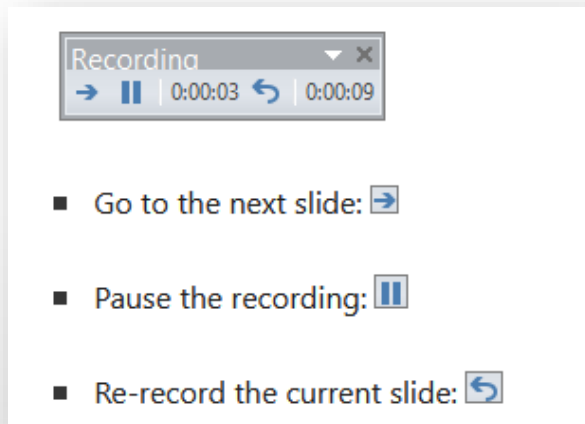 Recording
0:00:03 0:00:09
Go to the next slide:
Pause the recording:
Re-record the current slide: